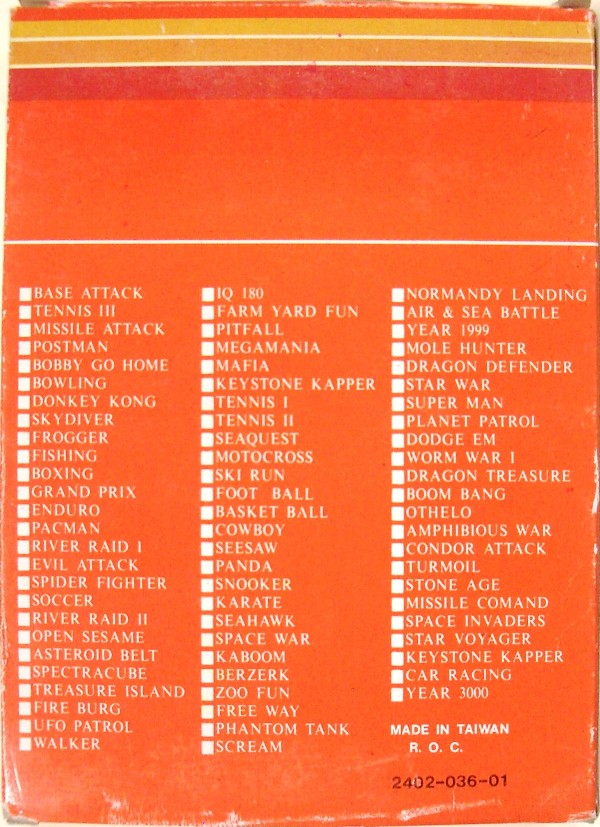 BASE ATTACK
TENNIS III
MISSILE ATTACK
POSTMAN
BOBBY GO HOME
BOWLING
DONKEY KONG
SKYDIVER
FROGGER
FISHING
BOXING
GRAND PRIX
ENDURO
PACMAN
RIVER RAID I
EVIL ATTACK
SPIDER FIGHTER
SOCCER
RIVER RAID II
OPEN SESAME
ASTEROID BELT
SPECTRACUBE
TREASURE ISLAND
FIRE BURG
UFO PATROL
WALKER
IQ 180
FARM YARD FUN
PITFALL
MEGAMANIA
MAFIA
KEYSTONE KAPPER
TENNIS I
TENNIS II
SEAQUEST
MOTOCROSS
SKI RUN
FOOT BALL
BASKET BALL
COWBOY
SEESAW
PANDA
SNOOKER
KARATE
SEAHAWK
SPACE WAR
KABOOM
BERZERK
ZOO FUN
FREE WAY
PHANTOM TANK
SCREAM
NORMANDY LANDING
AIR & SEA BATTLE
YEAR 1999
MOLE HUNTER
DRAGON DEFENDER
STAR WAR
SUPER MAN
PLANET PATROL
DODGE EM
WORM WAR I
DRAGON TREASURE
BOOM BANG
OTHELO
AMPHIBIOUS WAR
CONDOR ATTACK
TURMOIL
STONE AGE
MISSILE COMAND
SPACE INVADERS
STAR VOYAGER
KEYSTONE KAPPER
CAR RACING
YEAR 3000
MADE IN TAIWAN
R. O. C.
2402-036-01